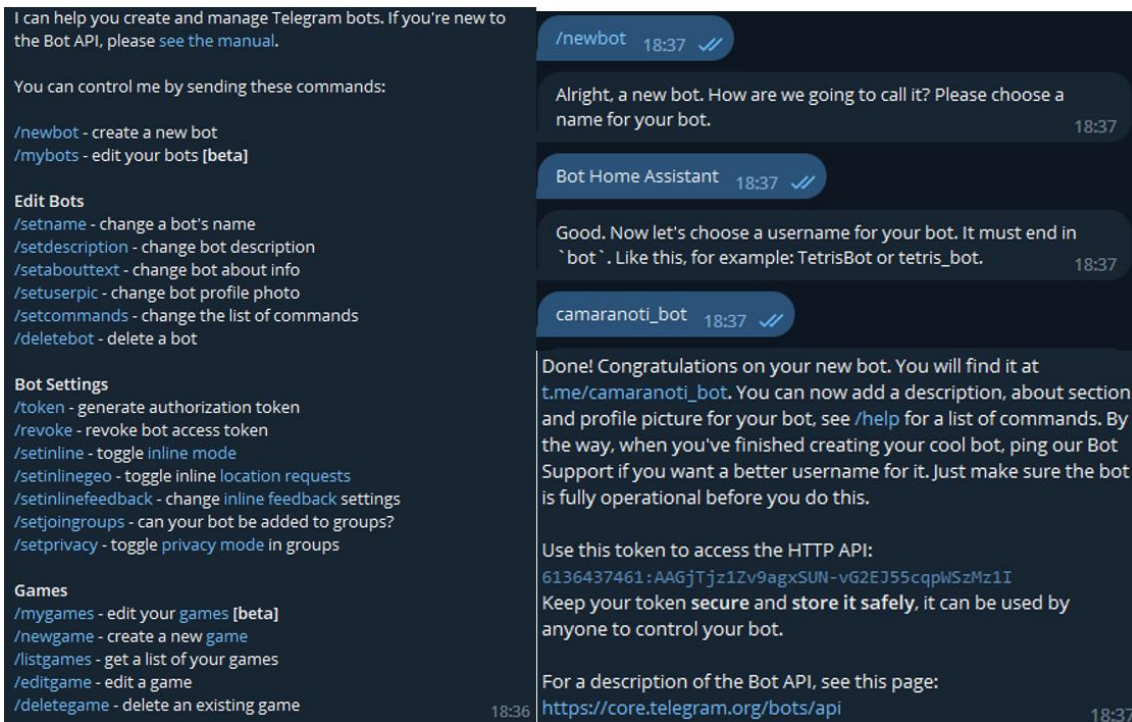 I can help you create and manage Telegram bots. If you're new to
the Bot API, please see the manual.
You can control me by sending these commands:
/newbot - create a new bot
/mybots - edit your bots [beta]
Edit Bots
/setname - change a bot's name
/setdescription - change bot description
/setabouttext - change bot about info
/setuserpic - change bot profile photo
/setcommands - change the list of commands
/deletebot - delete a bot
Bot Settings
/token - generate authorization token
/revoke - revoke bot access token
/setinline - toggle inline mode
/setinlinegeo - toggle inline location requests
/setinlinefeedback - change inline feedback settings
/setjoingroups - can your bot be added to groups?
/setprivacy - toggle privacy mode in groups
Games
/mygames - edit your games [beta]
/newgame - create a new game
/listgames - get a list of your games
/editgame - edit a game
/deletegame - delete an existing game
18:36
/newbot 18:37
Alright, a new bot. How are we going to call it? Please choose a
name for your bot.
18:37
Bot Home Assistant 18:37
Good. Now let's choose a username for your bot. It must end in
`bot`. Like this, for example: TetrisBot or tetris_bot.
18:37
camaranoti_bot 18:37
Done! Congratulations on your new bot. You will find it at
t.me/camaranoti_bot. You can now add a description, about section
and profile picture for your bot, see /help for a list of commands. By
the way, when you've finished creating your cool bot, ping our Bot
Support if you want a better username for it. Just make sure the bot
is fully operational before you do this.
Use this token to access the HTTP API:
6136437461:AAGjTjz1Zv9agxSUN-vG2EJ55cqpWSzMz1I
Keep your token secure and store it safely, it can be used by
anyone to control your bot.
For a description of the Bot API, see this page:
https://core.telegram.org/bots/api
18:37